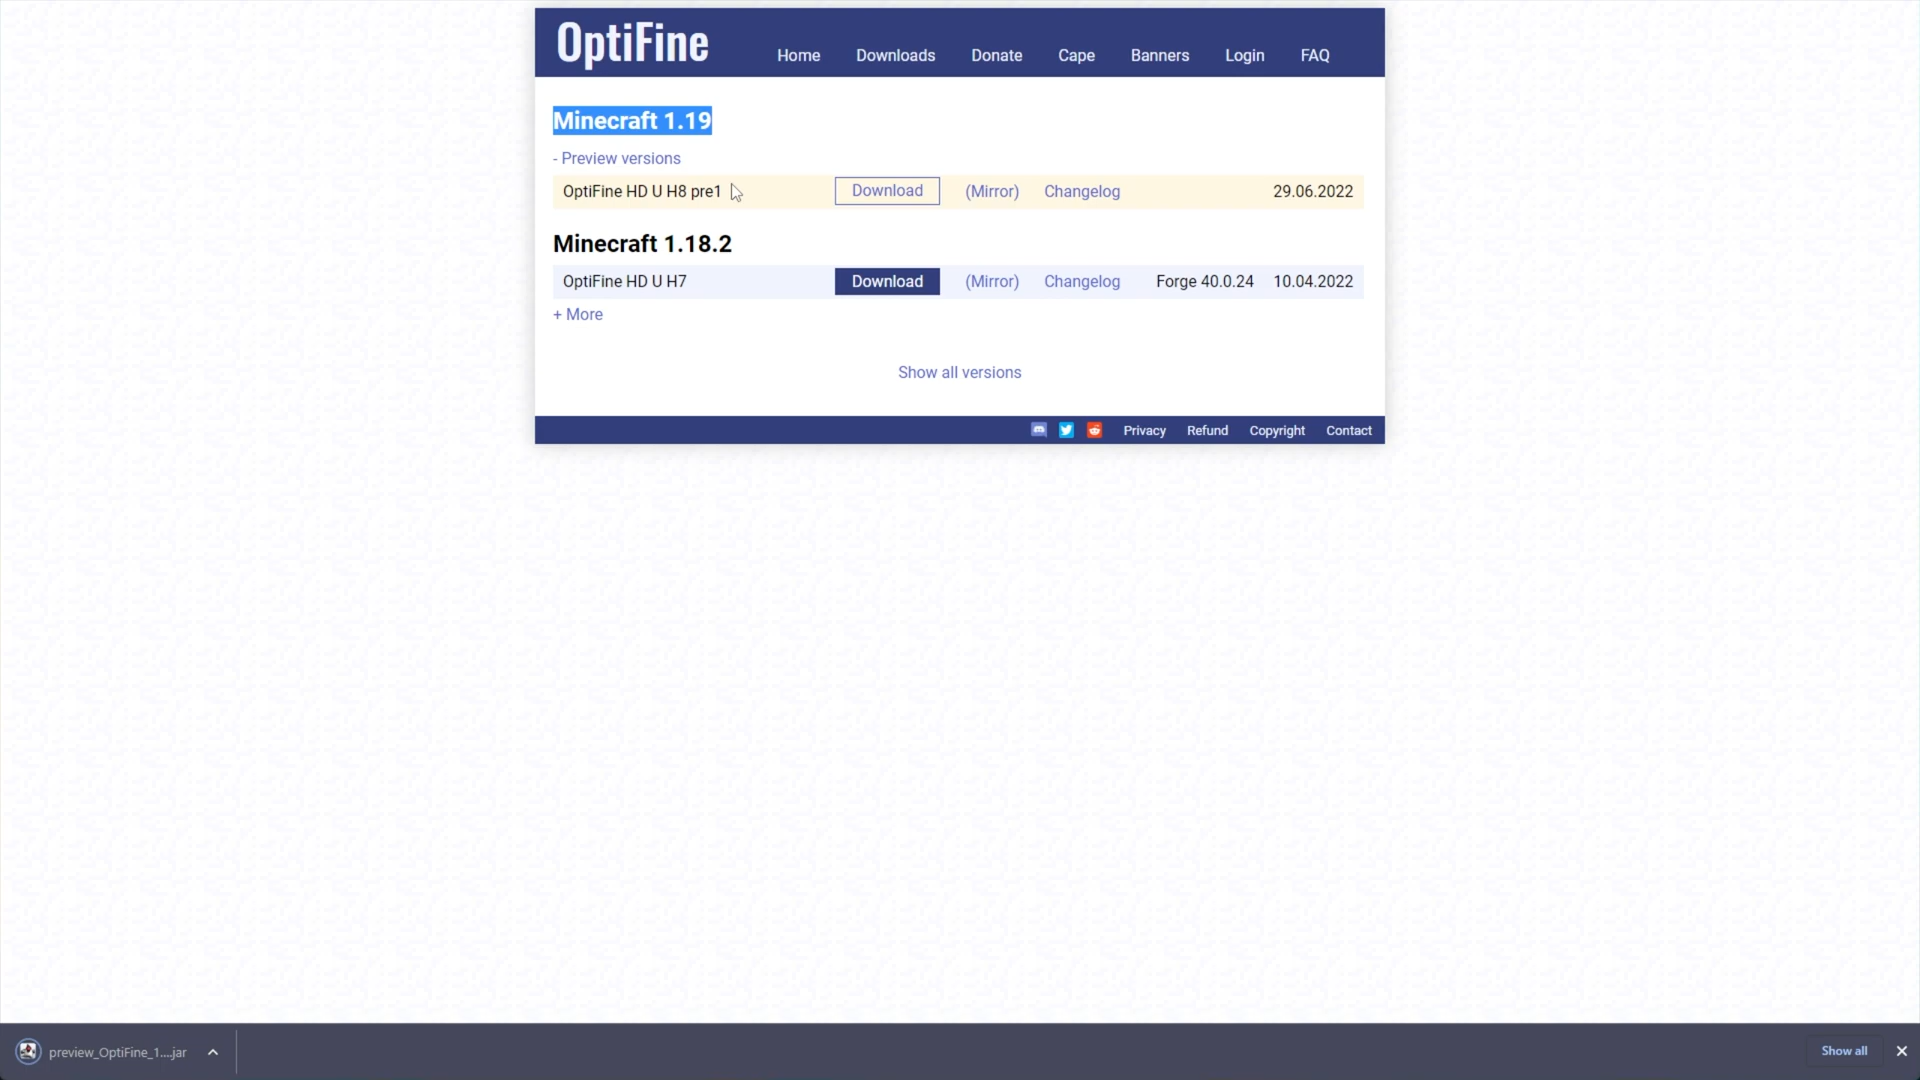 OptiFine
Home Downloads Donate Cape Banners Login FAQ
Minecraft 1.19
- Preview versions
OptiFine HD U H8 pre1 Download (Mirror) Changelog 29.06.2022
Minecraft 1.18.2
OptiFine HD U H7 Download (Mirror) Changelog Forge 40.0.24 10.04.2022
+ More
Show all versions
Privacy Refund Copyright Contact
preview_OptiFine_1....jar Show all